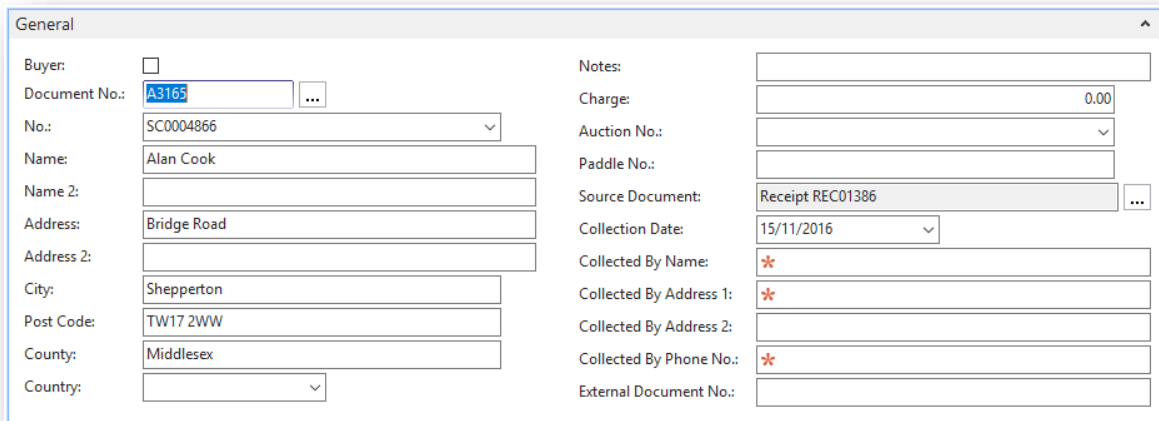 General
Buyer:
Document No.: A3165 ...
No.: SC0004866
Name: Alan Cook
Name 2:
Address: Bridge Road
Address 2:
City: Shepperton
Post Code: TW17 2WW
County: Middlesex
Country:
Notes:
Charge: 0.00
Auction No.:
Paddle No.:
Source Document: Receipt REC01386 ...
Collection Date: 15/11/2016
Collected By Name: *
Collected By Address 1: *
Collected By Address 2:
Collected By Phone No.: *
External Document No.: